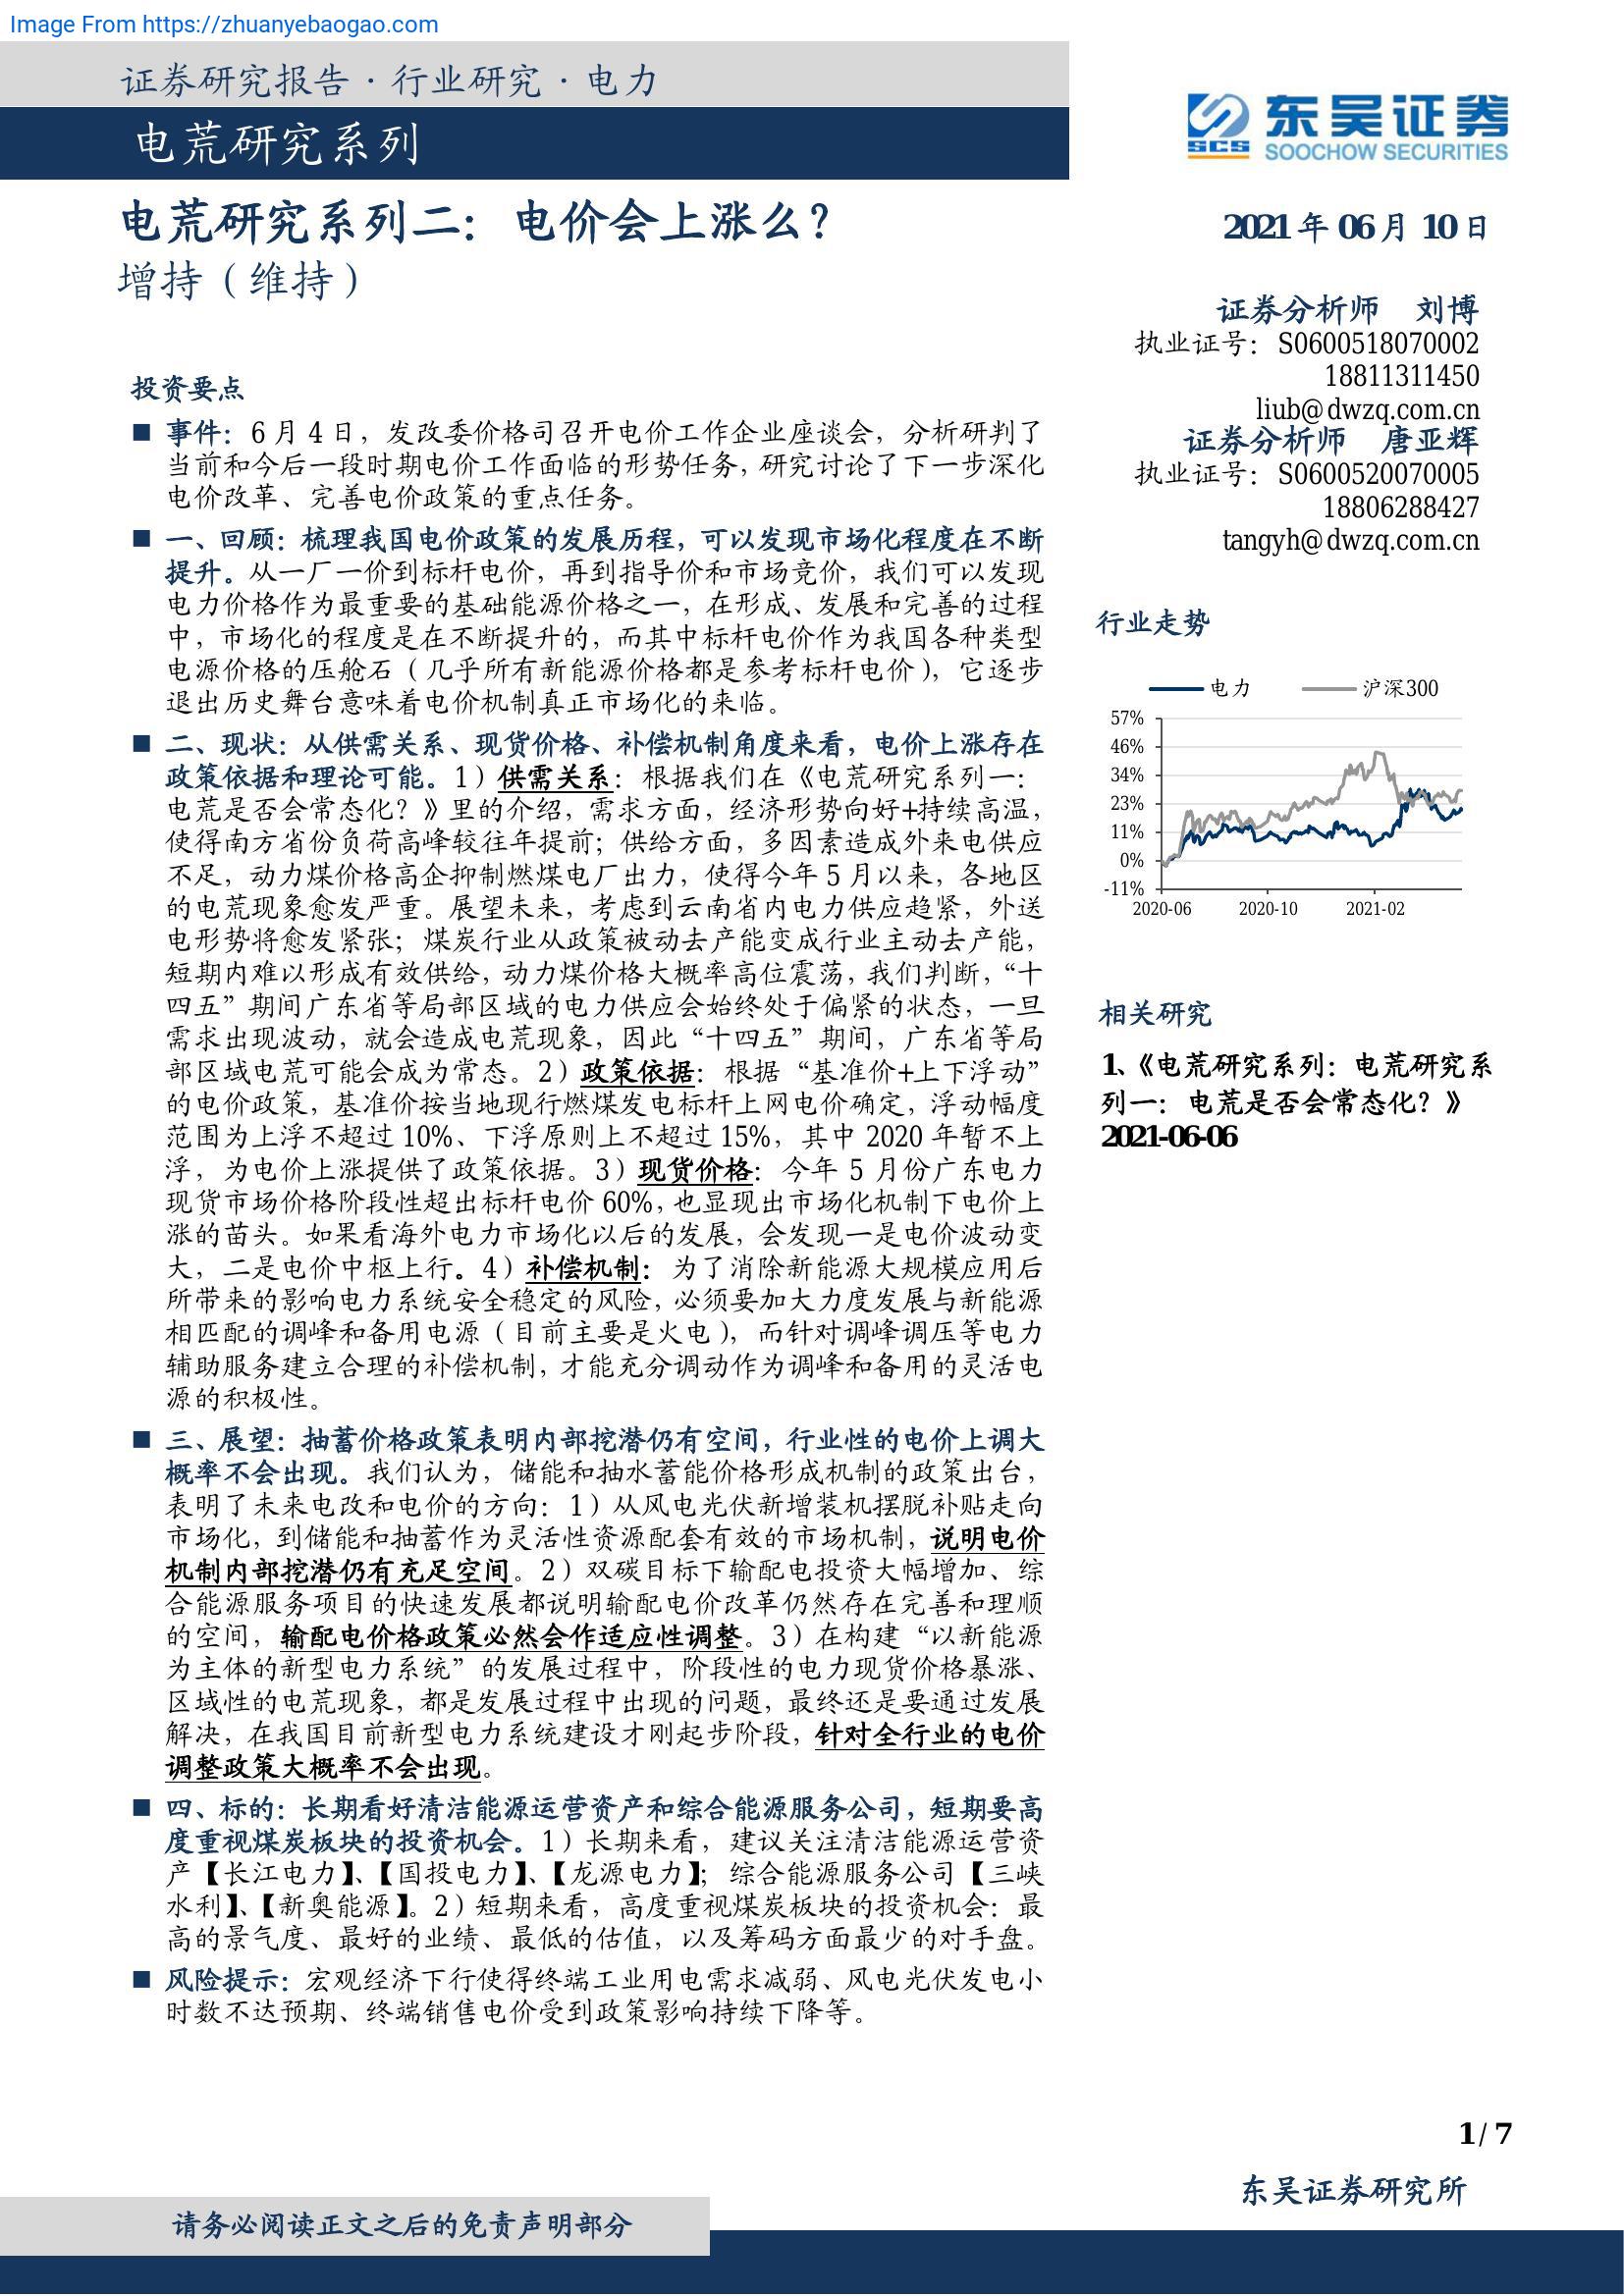 Image From https://zhuanyebaogao.com
证券研究报告·行业研究·电力
电荒研究系列
东吴证券
SCS
SOOCHOW SECURITIES
电荒研究系列二：电价会上涨么？
增持（维持）
2021 年 06 月 10 日
证券分析师 刘博
执业证号：S0600518070002
18811311450
liub@dwzq.com.cn
证券分析师 唐亚辉
执业证号：S0600520070005
18806288427
tangyh@dwzq.com.cn
投资要点
■ 事件：6 月 4 日，发改委价格司召开电价工作企业座谈会，分析研判了
当前和今后一段时期电价工作面临的形势任务，研究讨论了下一步深化
电价改革、完善电价政策的重点任务。
■ 一、回顾：梳理我国电价政策的发展历程，可以发现市场化程度在不断
提升。从一厂一价到标杆电价，再到指导价和市场竞价，我们可以发现
电力价格作为最重要的基础能源价格之一，在形成、发展和完善的过程
中，市场化的程度是在不断提升的，而其中标杆电价作为我国各种类型
电源价格的压舱石（几乎所有新能源价格都是参考标杆电价），它逐步
退出历史舞台意味着电价机制真正市场化的来临。
■ 二、现状：从供需关系、现货价格、补偿机制角度来看，电价上涨存在
政策依据和理论可能。1）供需关系：根据我们在《电荒研究系列一：
电荒是否会常态化？》里的介绍，需求方面，经济形势向好+持续高温，
使得南方省份负荷高峰较往年提前；供给方面，多因素造成外来电供应
不足，动力煤价格高企抑制燃煤电厂出力，使得今年 5 月以来，各地区
的电荒现象愈发严重。展望未来，考虑到云南省内电力供应趋紧，外送
电形势将愈发紧张；煤炭行业从政策被动去产能变成行业主动去产能，
短期内难以形成有效供给，动力煤价格大概率高位震荡，我们判断，“十
四五”期间广东省等局部区域的电力供应会始终处于偏紧的状态，一旦
需求出现波动，就会造成电荒现象，因此“十四五”期间，广东省等局
部区域电荒可能会成为常态。2）政策依据：根据“基准价+上下浮动”
的电价政策，基准价按当地现行燃煤发电标杆上网电价确定，浮动幅度
范围为上浮不超过 10%、下浮原则上不超过 15%，其中 2020 年暂不上
浮，为电价上涨提供了政策依据。3）现货价格：今年 5 月份广东电力
现货市场价格阶段性超出标杆电价 60%，也显现出市场化机制下电价上
涨的苗头。如果看海外电力市场化以后的发展，会发现一是电价波动变
大，二是电价中枢上行。4）补偿机制：为了消除新能源大规模应用后
所带来的影响电力系统安全稳定的风险，必须要加大力度发展与新能源
相匹配的调峰和备用电源（目前主要是火电），而针对调峰调压等电力
辅助服务建立合理的补偿机制，才能充分调动作为调峰和备用的灵活电
源的积极性。
■ 三、展望：抽蓄价格政策表明内部挖潜仍有空间，行业性的电价上调大
概率不会出现。我们认为，储能和抽水蓄能价格形成机制的政策出台，
表明了未来电改和电价的方向：1）从风电光伏新增装机摆脱补贴走向
市场化，到储能和抽蓄作为灵活性资源配套有效的市场机制，说明电价
机制内部挖潜仍有充足空间。2）双碳目标下输配电投资大幅增加、综
合能源服务项目的快速发展都说明输配电价改革仍然存在完善和理顺
的空间，输配电价格政策必然会作适应性调整。3）在构建“以新能源
为主体的新型电力系统”的发展过程中，阶段性的电力现货价格暴涨、
区域性的电荒现象，都是发展过程中出现的问题，最终还是要通过发展
解决，在我国目前新型电力系统建设才刚起步阶段，针对全行业的电价
调整政策大概率不会出现。
■ 四、标的：长期看好清洁能源运营资产和综合能源服务公司，短期要高
度重视煤炭板块的投资机会。1）长期来看，建议关注清洁能源运营资
产【长江电力】、【国投电力】、【龙源电力】；综合能源服务公司【三峡
水利】、【新奥能源】。2）短期来看，高度重视煤炭板块的投资机会：最
高的景气度、最好的业绩、最低的估值，以及筹码方面最少的对手盘。
■ 风险提示：宏观经济下行使得终端工业用电需求减弱、风电光伏发电小
时数不达预期、终端销售电价受到政策影响持续下降等。
行业走势
电力 沪深300
57%
46%
34%
23%
11%
0%
-11%
2020-06 2020-10 2021-02
相关研究
1、《电荒研究系列：电荒研究系
列一：电荒是否会常态化？》
2021-06-06
1 / 7
东吴证券研究所
请务必阅读正文之后的免责声明部分